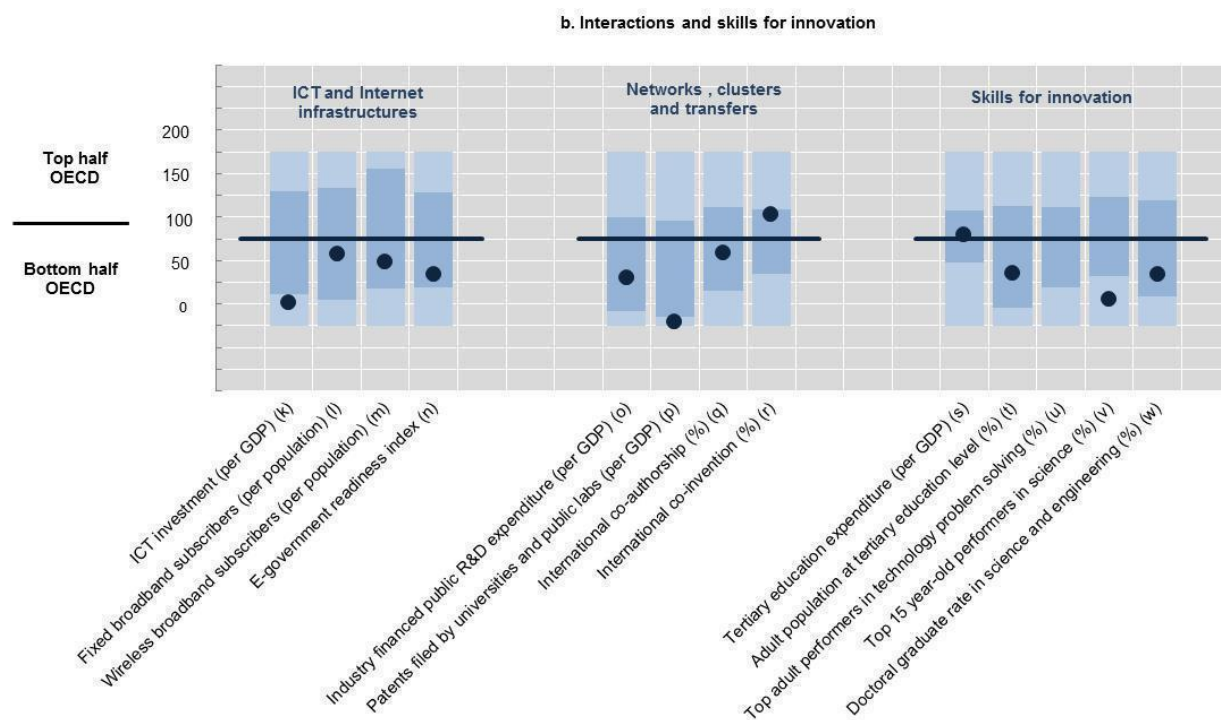 b. Interactions and skills for innovation
ICT and Internet
infrastructures
Networks , clusters
and transfers
Skills for innovation
200
150
100
50
0
Top half
OECD
Bottom half
OECD
ICT investment (per GDP) (k)
Fixed broadband subscribers (per population) (l)
Wireless broadband subscribers (per population) (m)
E-government readiness index (n)
Industry financed public R&D expenditure (per GDP) (o)
Patents filed by universities and public labs (per GDP) (p)
International co-authorship (%) (q)
International co-invention (%) (r)
Tertiary education expenditure (per GDP) (s)
Adult population at tertiary education level (%) (t)
Top adult performers in technology problem solving (%) (u)
Top 15 year-old performers in science (%) (v)
Doctoral graduate rate in science and engineering (%) (w)